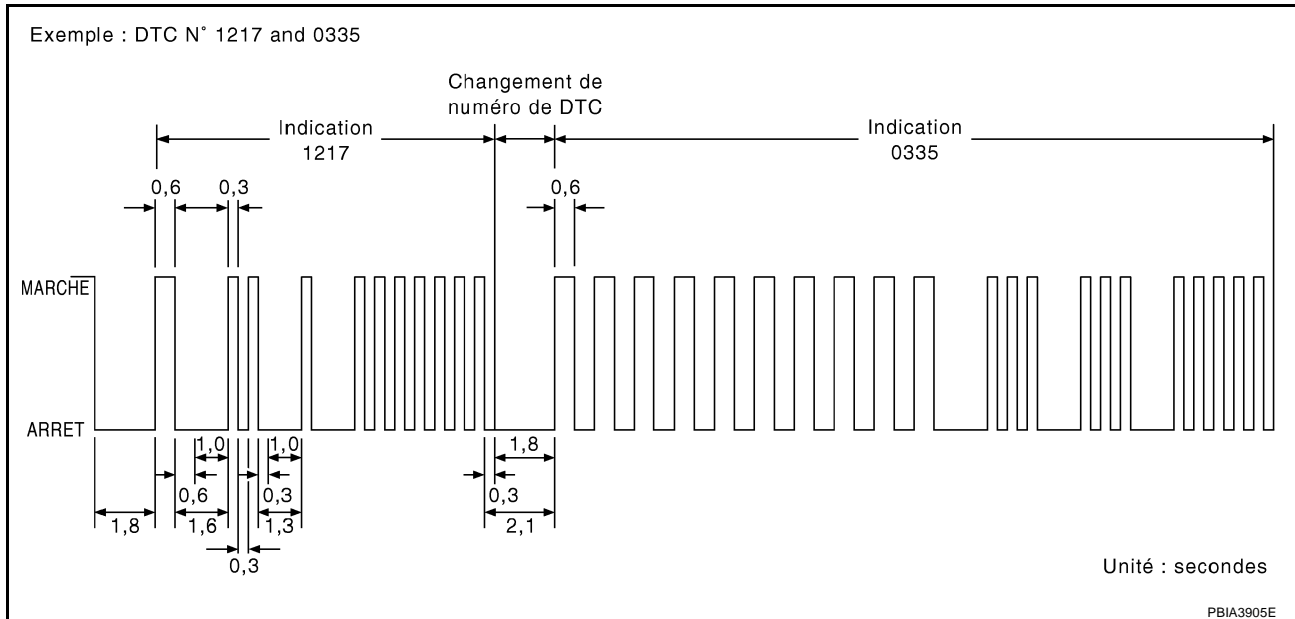 Exemple : DTC N° 1217 and 0335
Changement de
numéro de DTC
Indication
1217
Indication
0335
0,6
0,3
0,6
MARCHE
ARRET
1,0
1,0
1,8
0,6
0,3
0,3
1,8
1,6
1,3
2,1
0,3
Unité : secondes
PBIA3905E